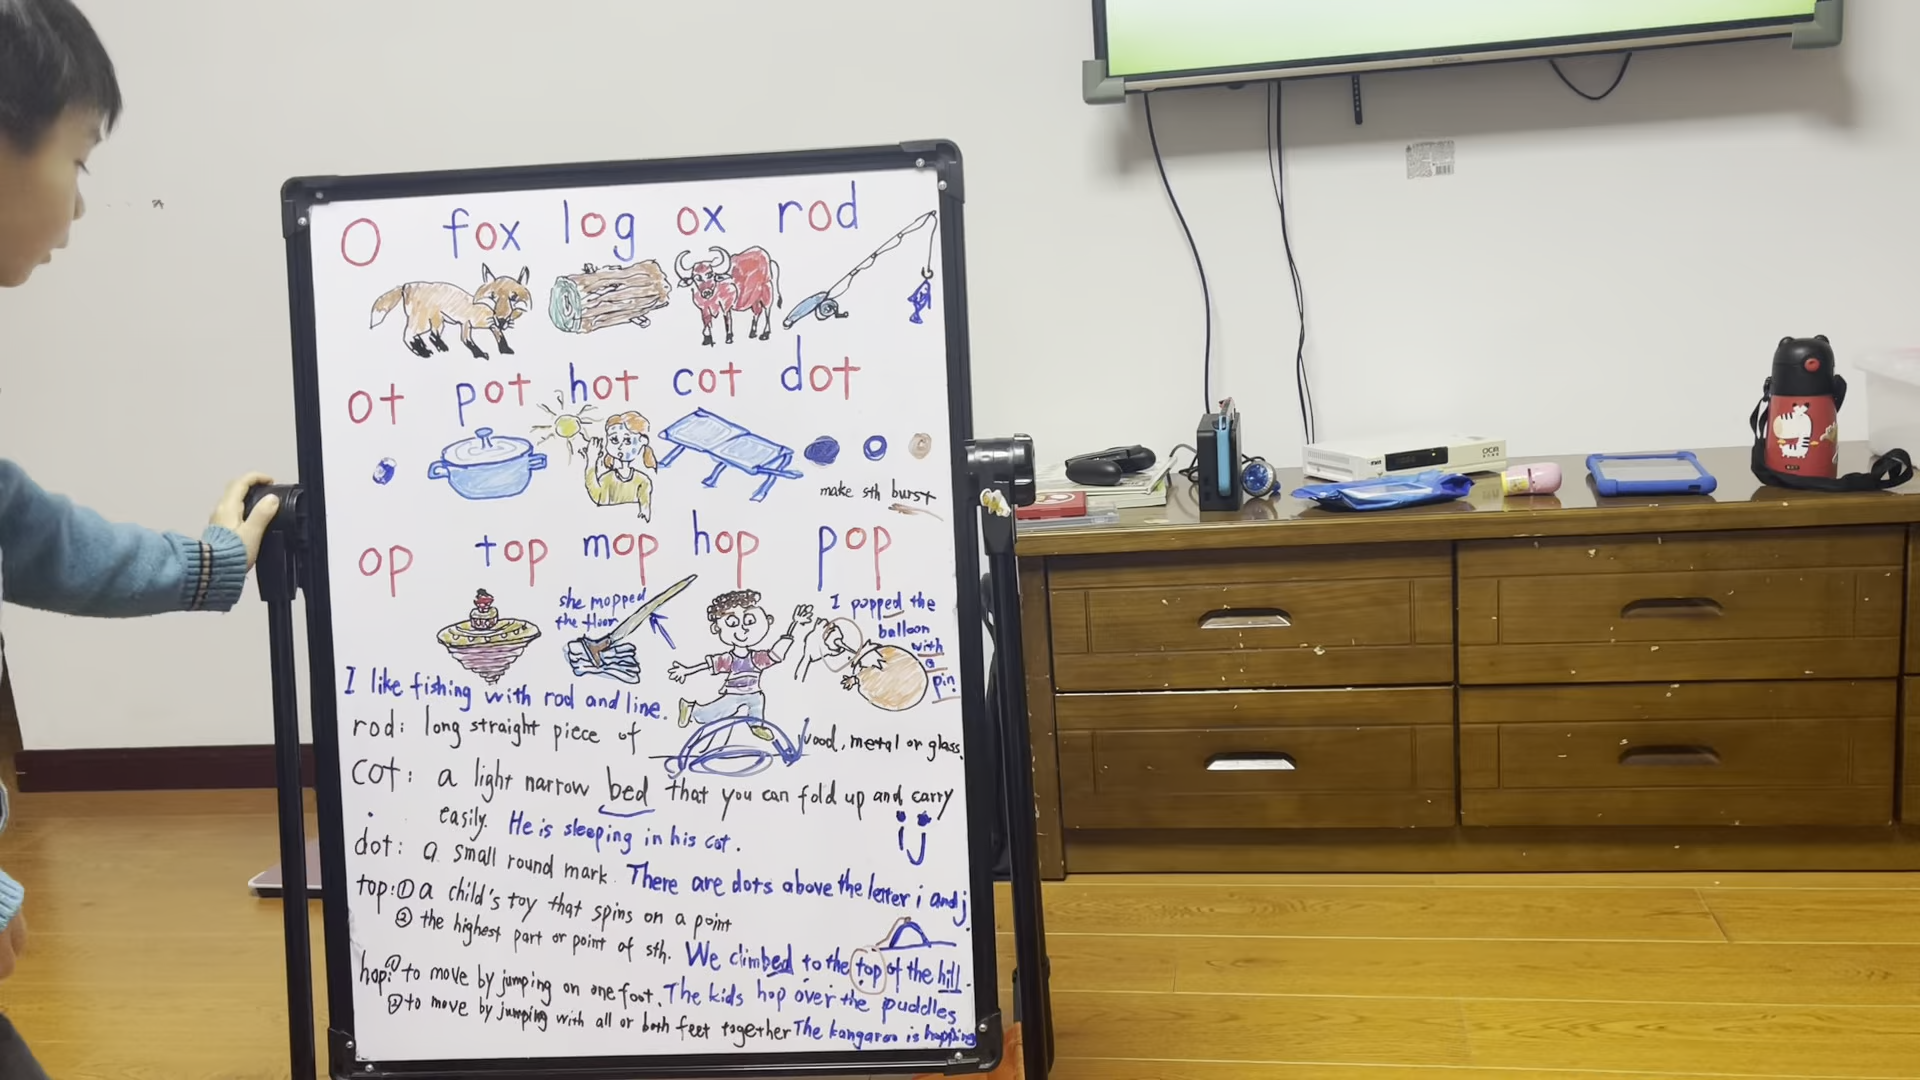 O fox log ox rod
ot pot hot cot dot
make sth burst
op top mop hop pop
she mopped
the floor
I popped the
balloon
with
a
pin.
I like fishing with rod and line.
rod: long straight piece of wood, metal or glass.
cot: a light narrow bed that you can fold up and carry
easily. He is sleeping in his cot.
i j
dot: a small round mark. There are dots above the letter i and j.
top: ① a child's toy that spins on a point
② the highest part or point of sth. We climbed to the top of the hill.
hop: ① to move by jumping on one foot. The kids hop over the puddles
② to move by jumping with all or both feet together The kangaroo is hopping
KONKA